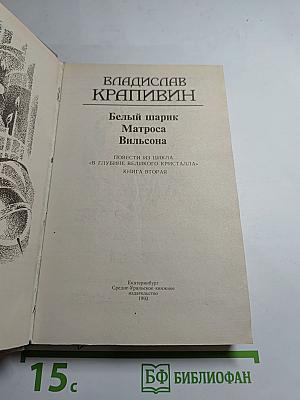 ВЛАДИСЛАВ
КРАПИВИН
Белый шарик
Матроса
Вильсона
ПОВЕСТИ ИЗ ЦИКЛА
«В ГЛУБИНЕ ВЕЛИКОГО КРИСТАЛЛА»
КНИГА ВТОРАЯ
Екатеринбург
Средне-Уральское книжное
издательство
15с
БФ БИБЛИОФАН